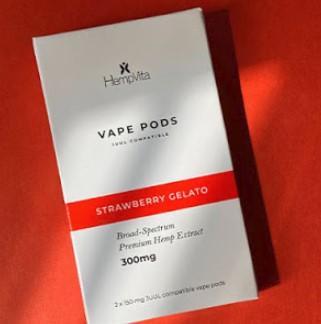 HempVita
VAPE PODS
JUUL COMPATIBLE
STRAWBERRY GELATO
Broad-Spectrum
Premium Hemp Extract
300mg
2 x 150 mg JUUL compatible vape pods